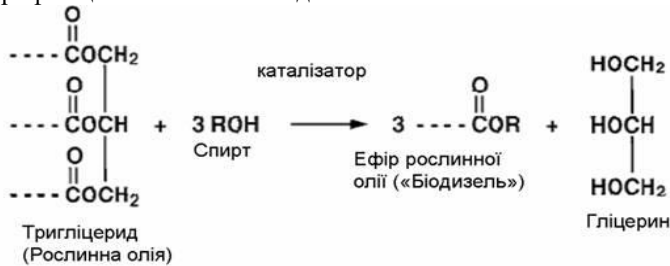 O
||
----COCH₂
O
||
----COCH + 3 ROH
O
||
----COCH₂
Спирт
каталізатор
O
||
3 ----COR +
HOCH₂
HOCH
HOCH₂
Тригліцерид
(Рослинна олія)
Ефір рослинної
олії («Біодизель»)
Гліцерин